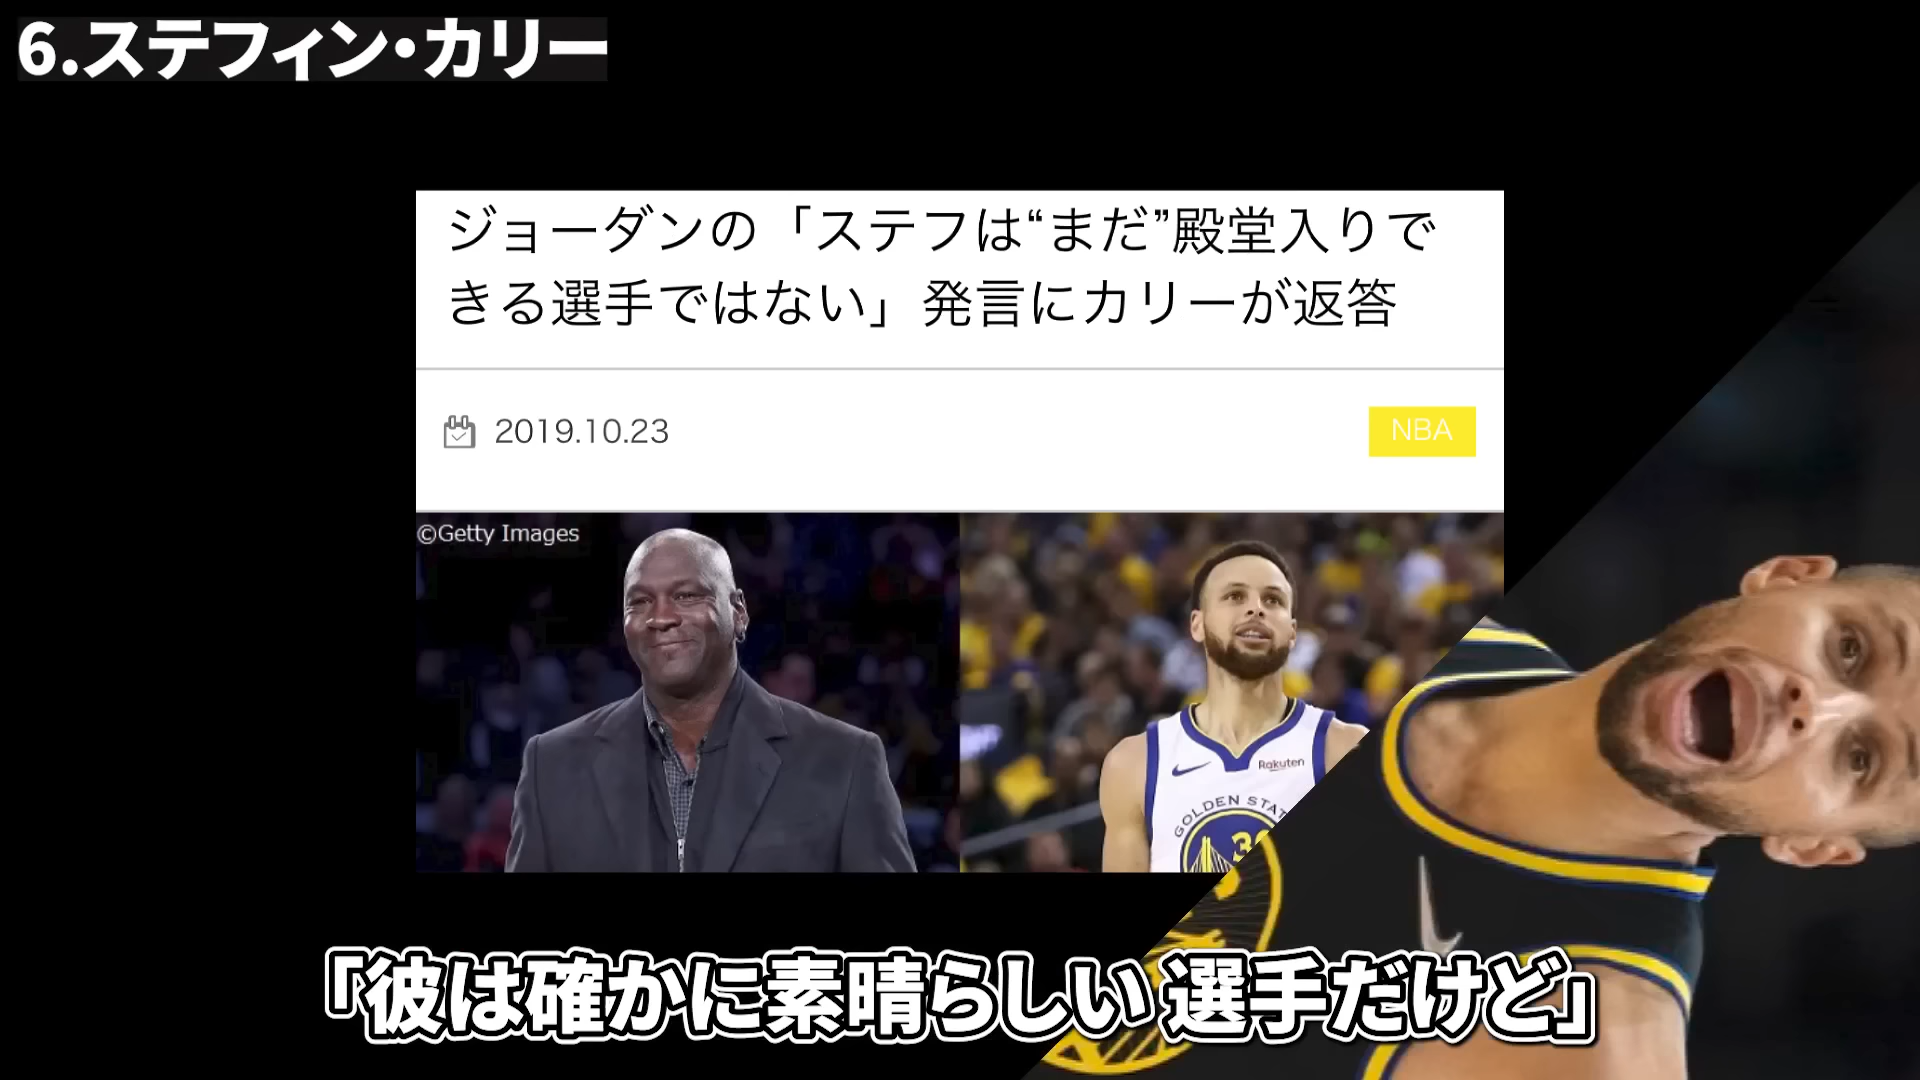 6.ステフィン・カリー
ジョーダンの「ステフは“まだ”殿堂入りで
きる選手ではない」発言にカリーが返答
2019.10.23
NBA
©Getty Images
Rakuten
GOLDEN STAT
30
「彼は確かに素晴らしい 選手だけど」